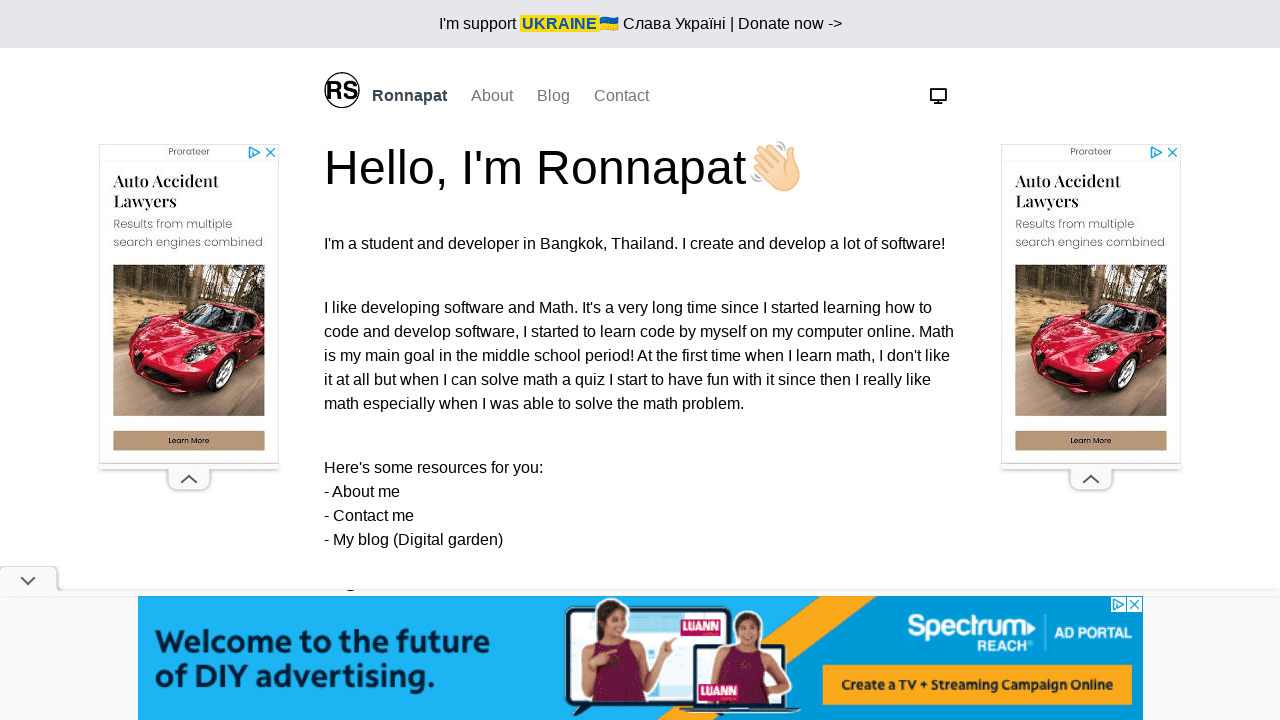 I'm support UKRAINE🇺🇦 Слава Україні | Donate now ->
RS Ronnapat About Blog Contact
Hello, I'm Ronnapat👋🏻
I'm a student and developer in Bangkok, Thailand. I create and develop a lot of software!
I like developing software and Math. It's a very long time since I started learning how to
code and develop software, I started to learn code by myself on my computer online. Math
is my main goal in the middle school period! At the first time when I learn math, I don't like
it at all but when I can solve math a quiz I start to have fun with it since then I really like
math especially when I was able to solve the math problem.
Here's some resources for you:
- About me
- Contact me
- My blog (Digital garden)
Prorateer
Auto Accident
Lawyers
Results from multiple
search engines combined
Learn More
Prorateer
Auto Accident
Lawyers
Results from multiple
search engines combined
Learn More
Welcome to the future
of DIY advertising.
LUANN
LUANN
Spectrum
REACH
AD PORTAL
Create a TV + Streaming Campaign Online